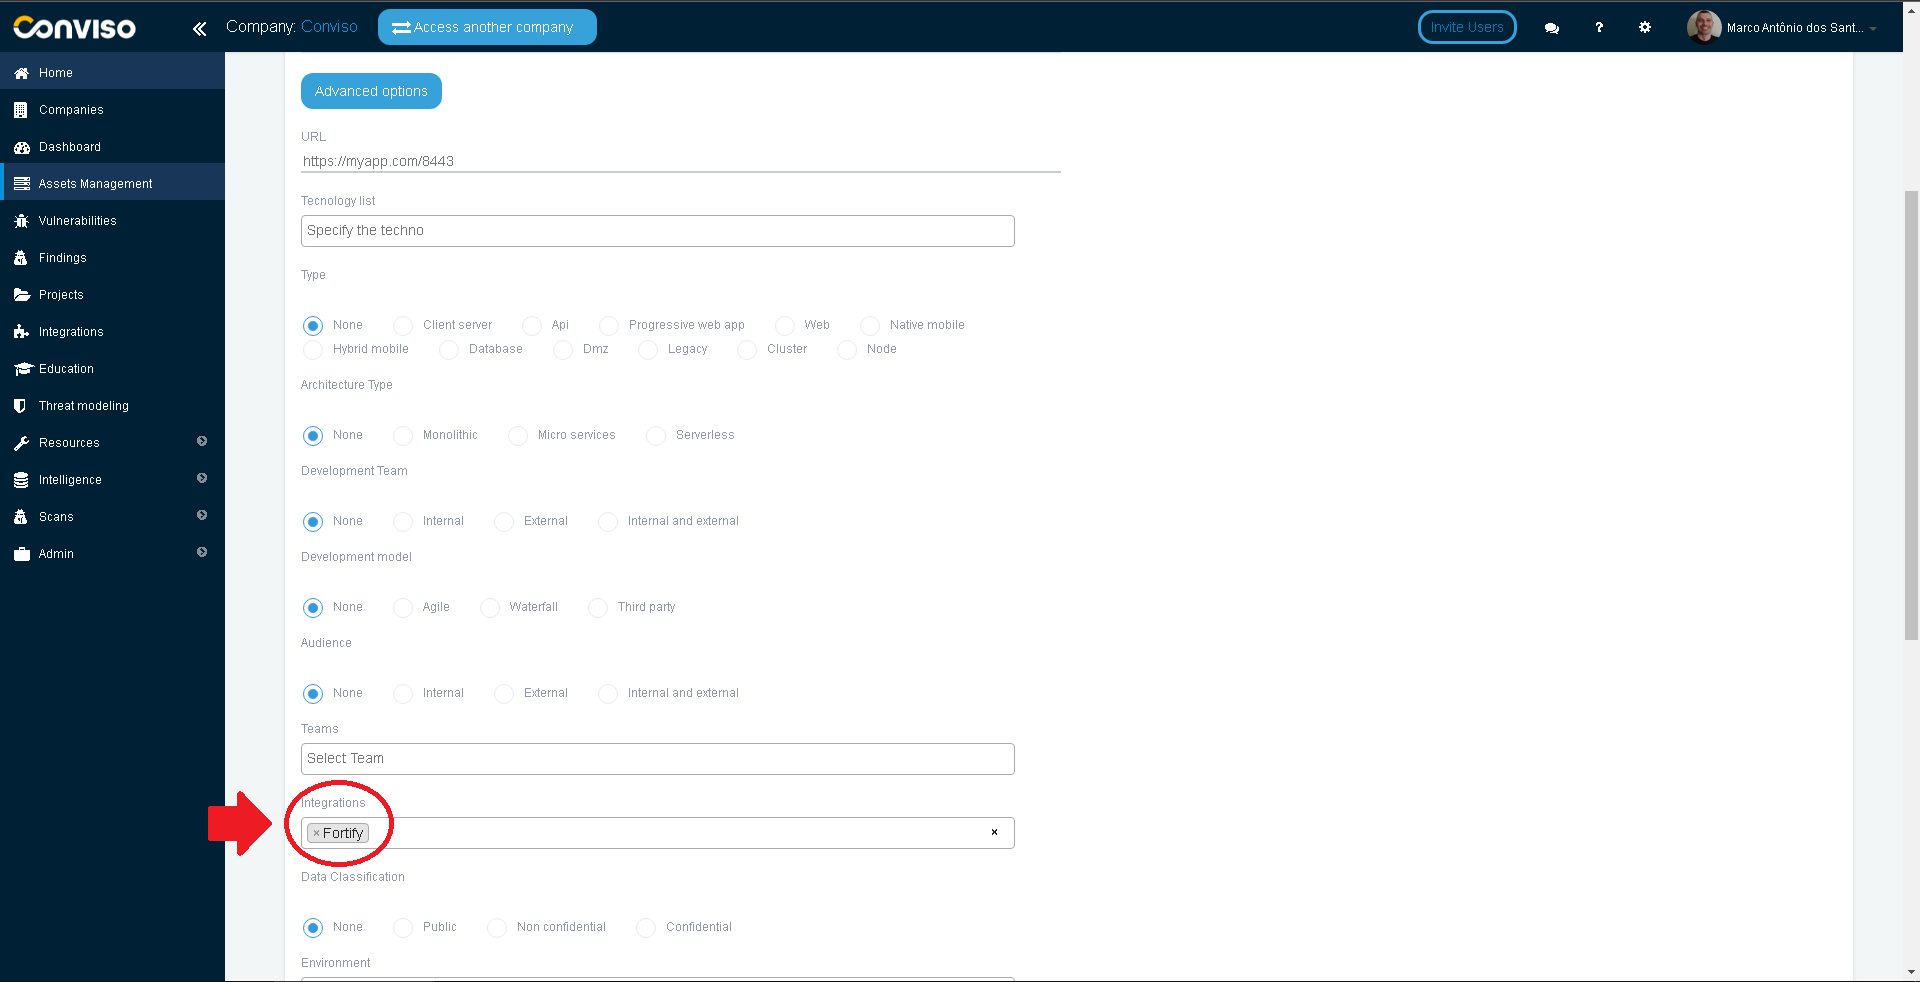 Conviso
Company: Conviso
Access another company
Invite Users
?
Marco Antônio dos Sant...
Home
Companies
Dashboard
Assets Management
Vulnerabilities
Findings
Projects
Integrations
Education
Threat modeling
Resources
Intelligence
Scans
Admin
Advanced options
URL
https://myapp.com/8443
Tecnology list
Specify the techno
Type
None Client server Api Progressive web app Web Native mobile
Hybrid mobile Database Dmz Legacy Cluster Node
Architecture Type
None Monolithic Micro services Serverless
Development Team
None Internal External Internal and external
Development model
None Agile Waterfall Third party
Audience
None Internal External Internal and external
Teams
Select Team
Integrations
× Fortify ×
Data Classification
None Public Non confidential Confidential
Environment